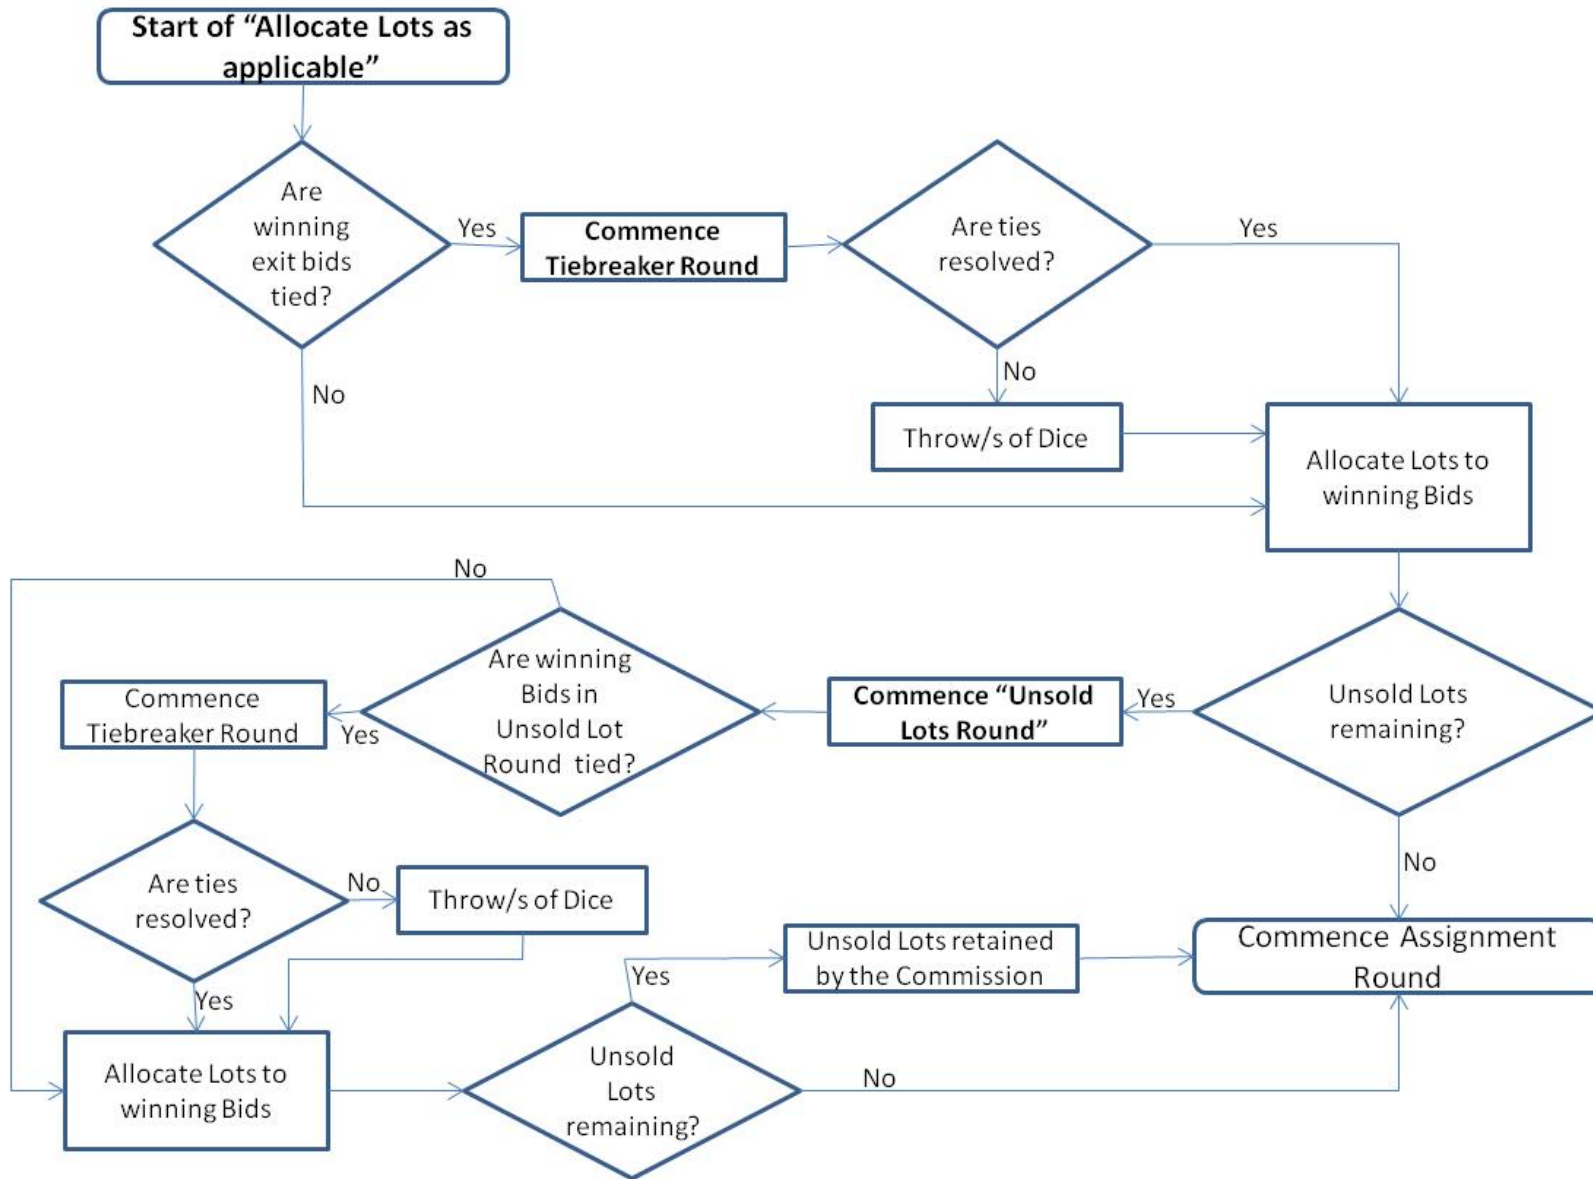 Start of “Allocate Lots as
applicable”
Are
winning
exit bids
tied?
Yes
Commence
Tiebreaker Round
Are ties
resolved?
Yes
No
No
Throw/s of Dice
Allocate Lots to
winning Bids
No
Are winning
Bids in
Unsold Lot
Round tied?
Yes
Commence
Tiebreaker Round
Commence “Unsold
Lots Round”
Yes
Unsold Lots
remaining?
No
Are ties
resolved?
No
Throw/s of Dice
Yes
Unsold Lots retained
by the Commission
Commence Assignment
Round
Yes
Allocate Lots to
winning Bids
Unsold
Lots
remaining?
No